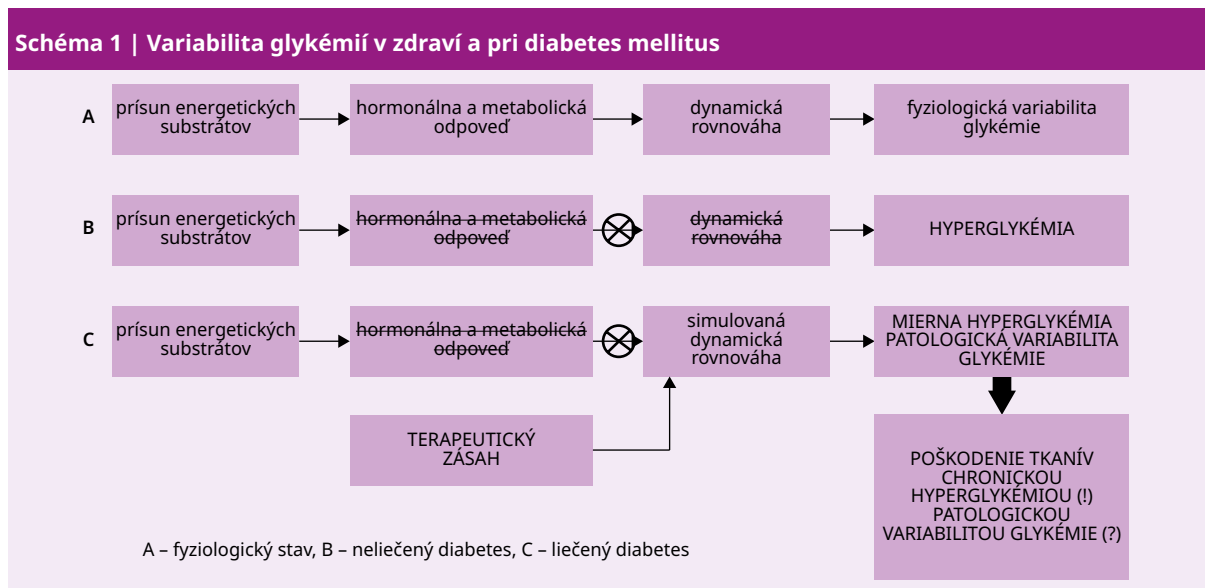 Schéma 1 | Variabilita glykémií v zdraví a pri diabetes mellitus
A
prísun energetických
substrátov
hormonálna a metabolická
odpoveď
dynamická
rovnováha
fyziologická variabilita
glykémie
B
prísun energetických
substrátov
hormonálna a metabolická
odpoveď
dynamická
rovnováha
HYPERGLYKÉMIA
C
prísun energetických
substrátov
hormonálna a metabolická
odpoveď
simulovaná
dynamická
rovnováha
MIERNA HYPERGLYKÉMIA
PATOLOGICKÁ VARIABILITA
GLYKÉMIE
TERAPEUTICKÝ
ZÁSAH
POŠKODENIE TKANÍV
CHRONICKOU
HYPERGLYKÉMIOU (!)
PATOLOGICKOU
VARIABILITOU GLYKÉMIE (?)
A – fyziologický stav, B – neliečený diabetes, C – liečený diabetes